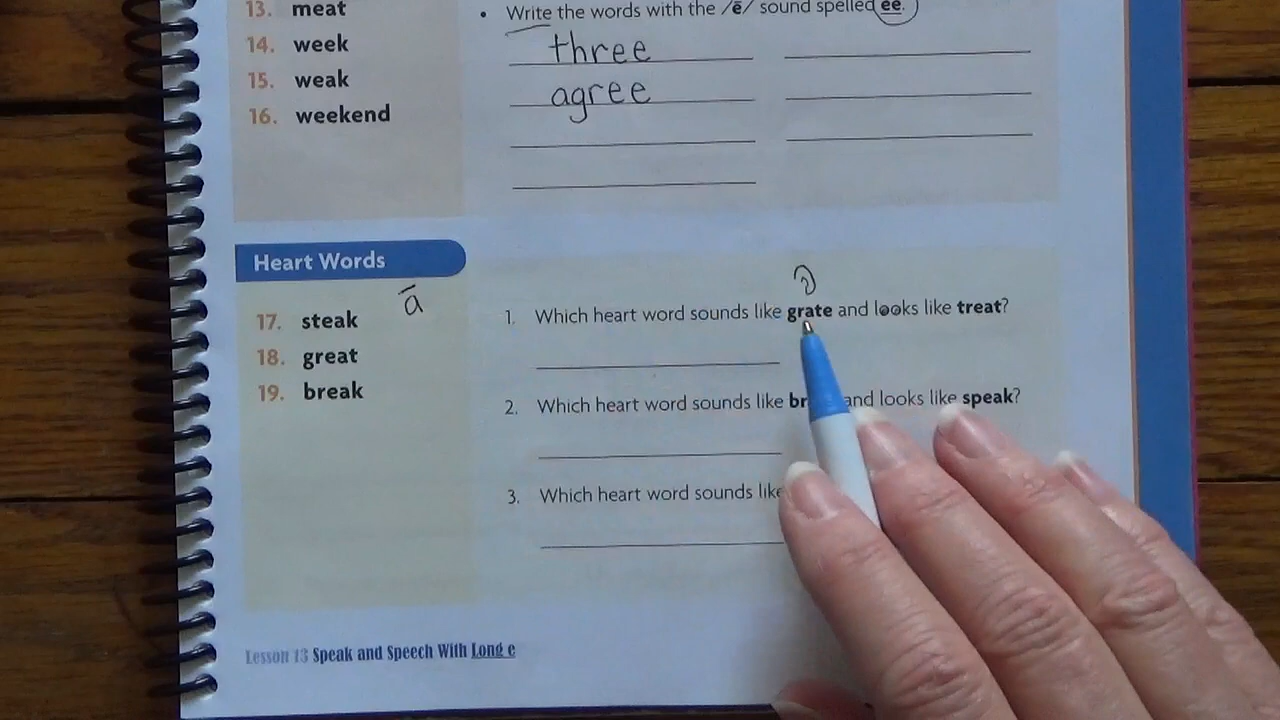 13. meat
14. week
15. weak
16. weekend
• Write the words with the /ē/ sound spelled ee.
three
agree
Heart Words
ā
17. steak
18. great
19. break
1. Which heart word sounds like grate and looks like treat?
2. Which heart word sounds like and looks like speak?
3. Which heart word sounds like
Lesson 13 Speak and Speech With Long e